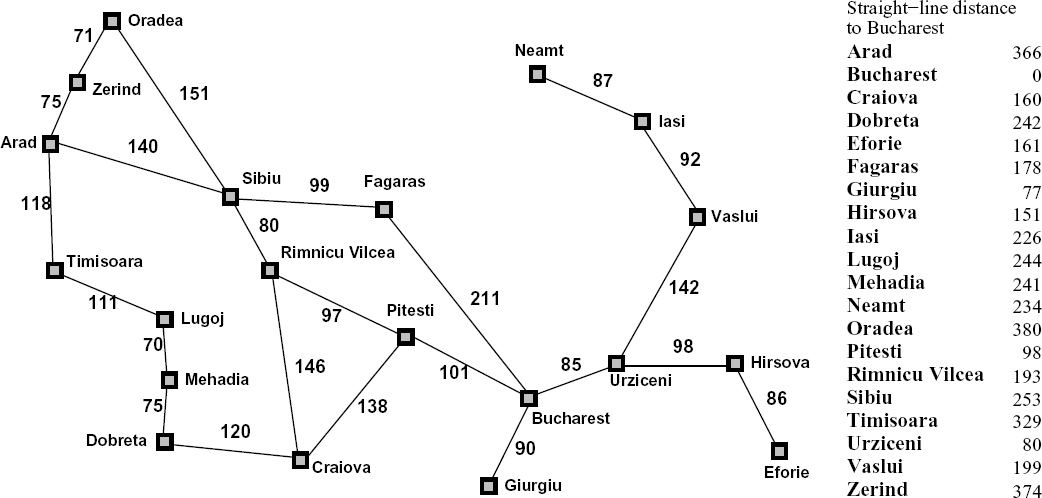 Oradea
71
Zerind
151
75
Arad
140
118
Sibiu
99
Fagaras
80
Timisoara
Rimnicu Vilcea
111
Lugoj
97
Pitesti
211
70
Mehadia
146
101
75
138
Dobreta
120
Craiova
Neamt
87
Iasi
92
Vaslui
142
85
98
Hirsova
Urziceni
86
Bucharest
90
Giurgiu
Eforie
Straight−line distance
to Bucharest
Arad 366
Bucharest 0
Craiova 160
Dobreta 242
Eforie 161
Fagaras 178
Giurgiu 77
Hirsova 151
Iasi 226
Lugoj 244
Mehadia 241
Neamt 234
Oradea 380
Pitesti 98
Rimnicu Vilcea 193
Sibiu 253
Timisoara 329
Urziceni 80
Vaslui 199
Zerind 374